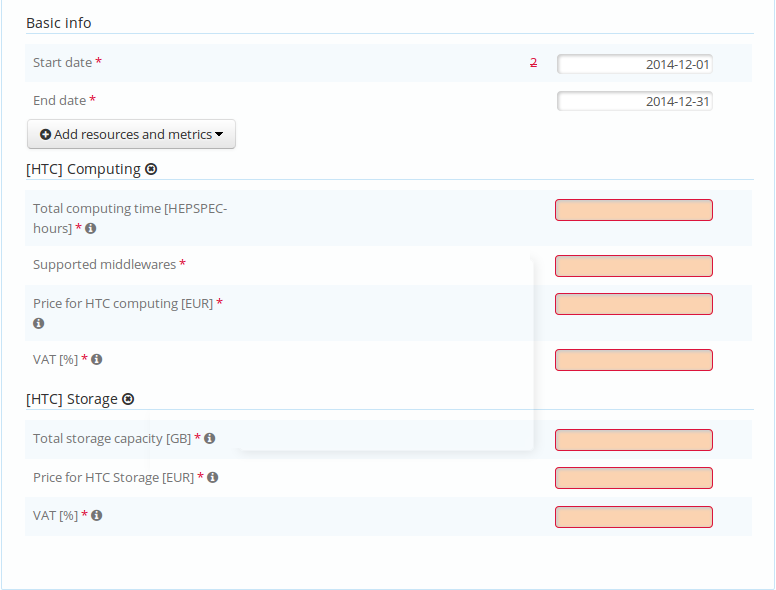 Basic info
Start date * 2 2014-12-01
End date * 2014-12-31
Add resources and metrics
[HTC] Computing
Total computing time [HEPSPEC-
hours] *
Supported middlewares *
Price for HTC computing [EUR] *
VAT [%] *
[HTC] Storage
Total storage capacity [GB] *
Price for HTC Storage [EUR] *
VAT [%] *